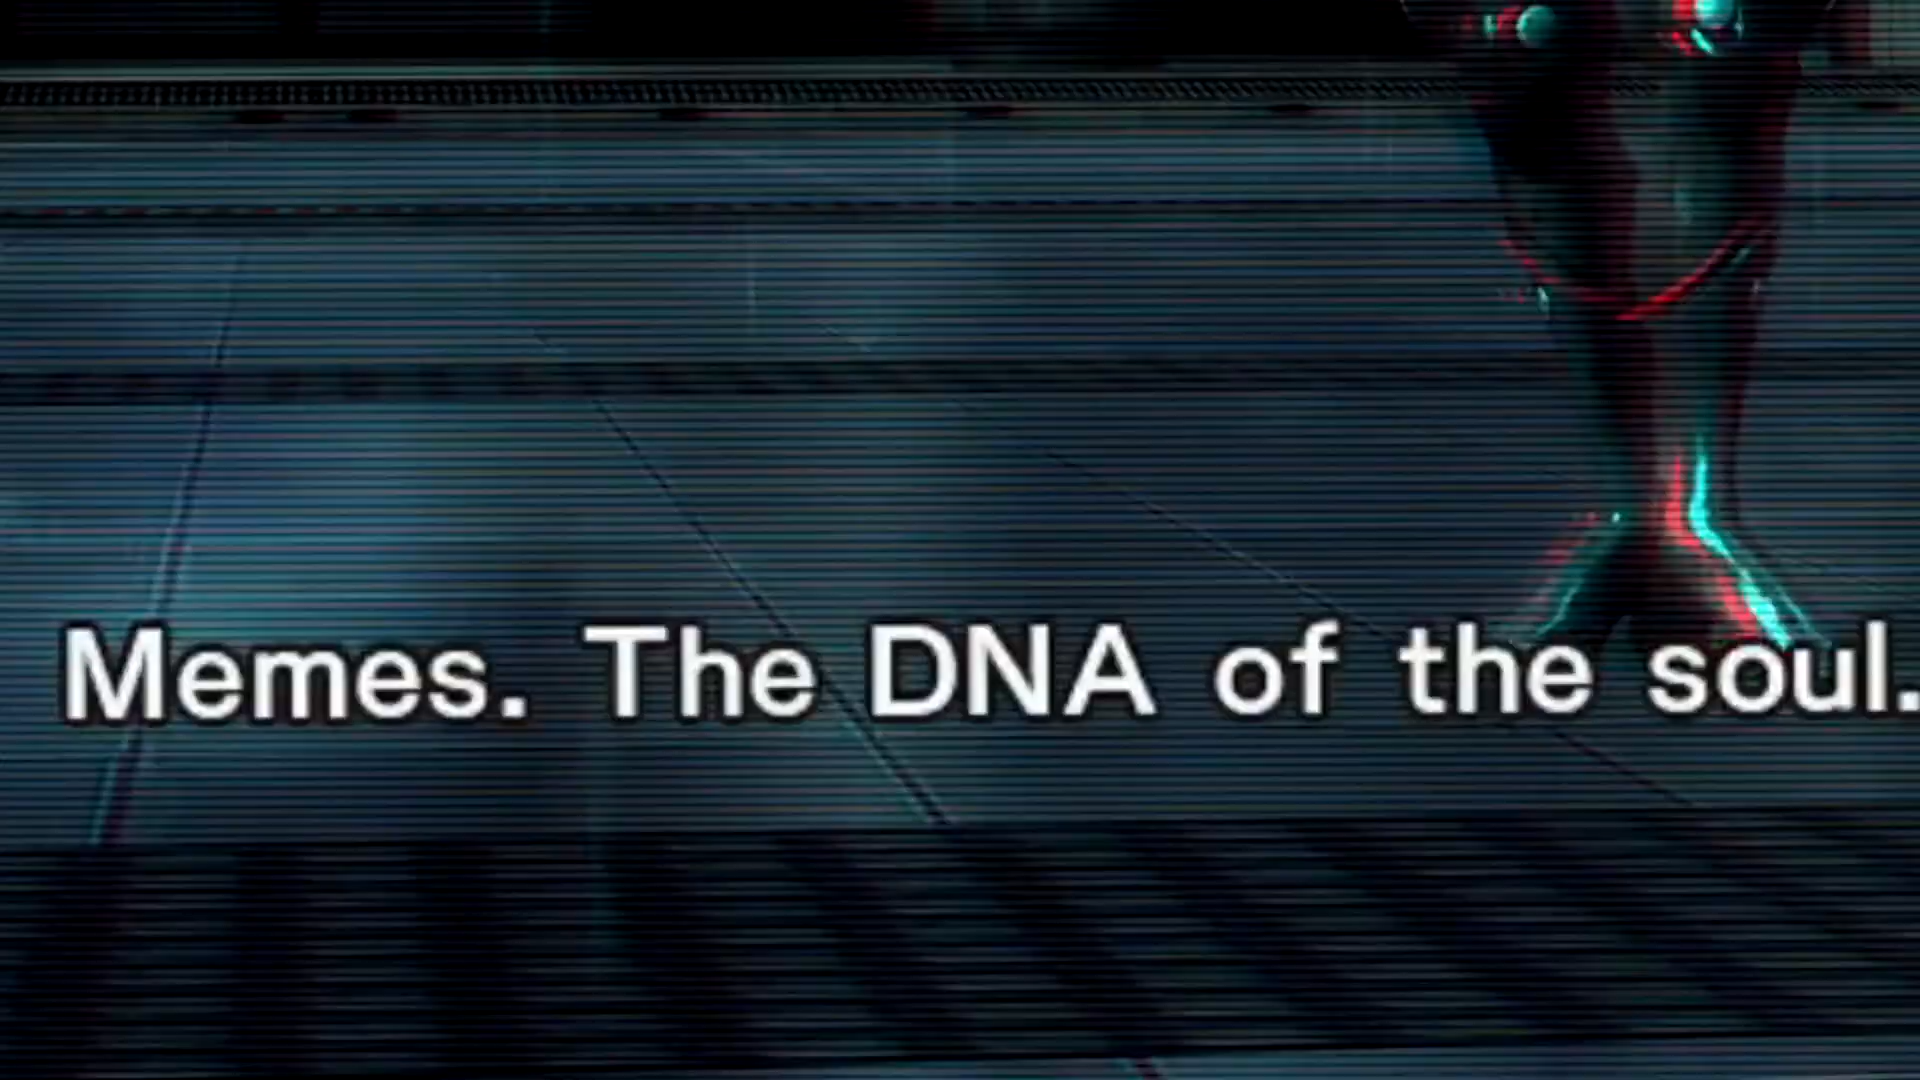 Memes. The DNA of the soul.